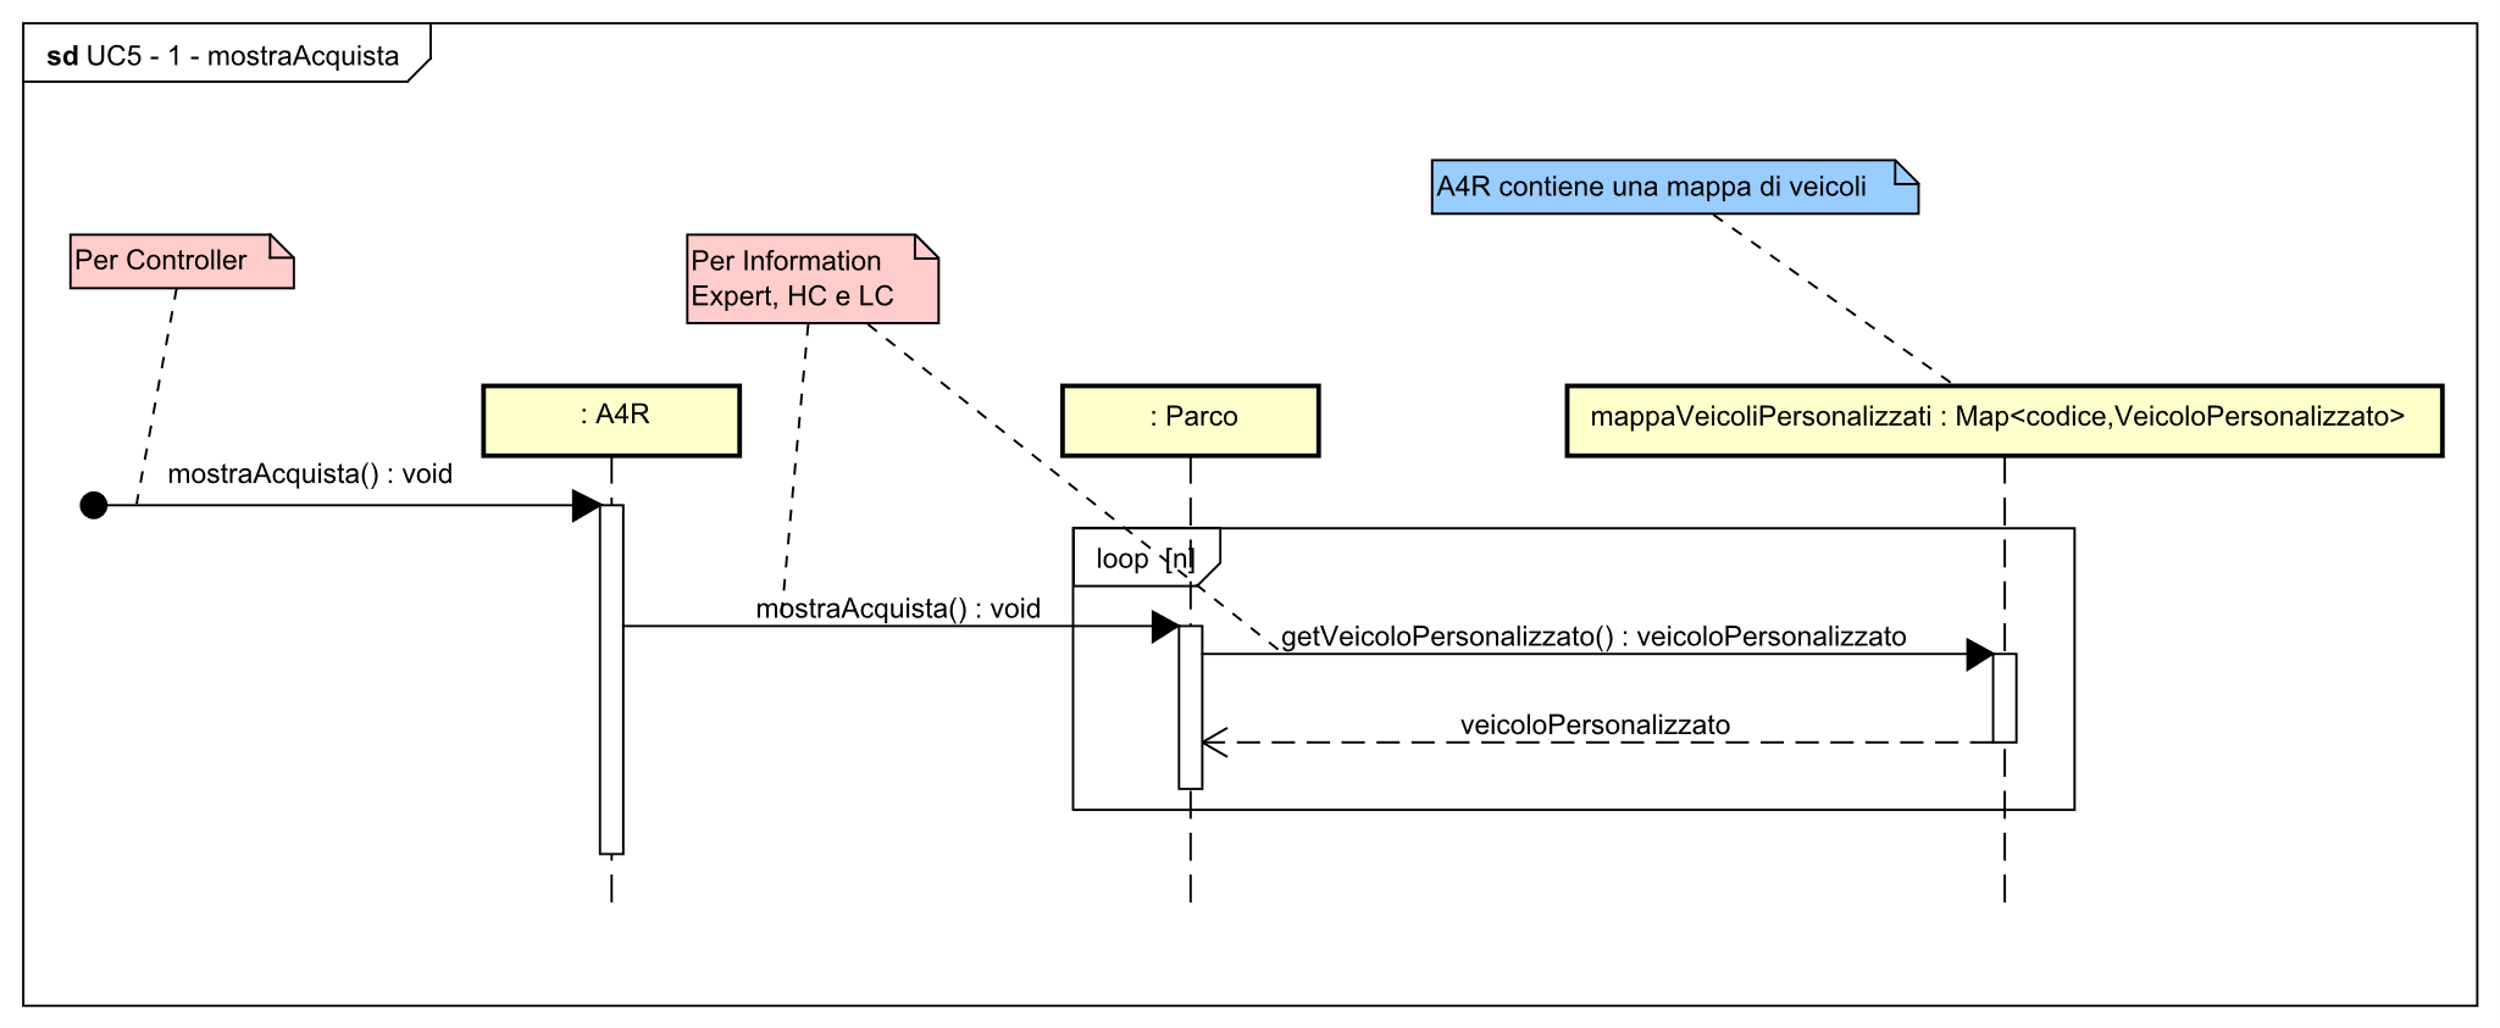 sd UC5 - 1 - mostraAcquista
A4R contiene una mappa di veicoli
Per Controller
Per Information
Expert, HC e LC
: A4R
: Parco
mappaVeicoliPersonalizzati : Map<codice,VeicoloPersonalizzato>
mostraAcquista() : void
loop [n]
mostraAcquista() : void
getVeicoloPersonalizzato() : veicoloPersonalizzato
veicoloPersonalizzato